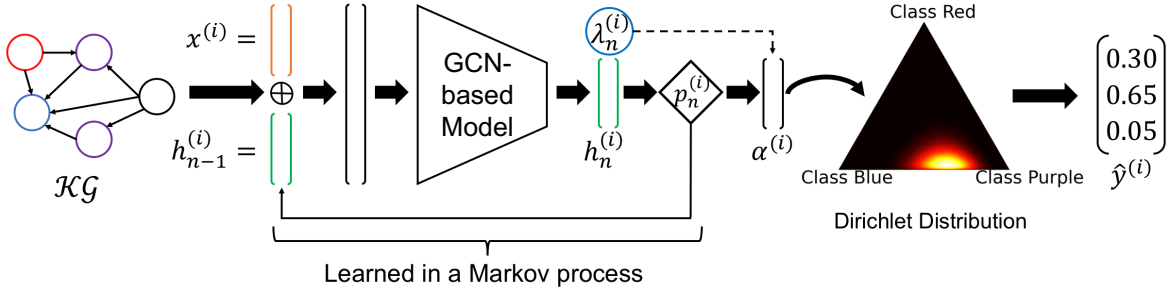 𝒦𝒢
x^(i) =
⊕
h_{n-1}^(i) =
GCN-
based
Model
λ_n^(i)
h_n^(i)
p_n^(i)
α^(i)
Class Red
Class Blue
Class Purple
Dirichlet Distribution
0.30
0.65
0.05
ŷ^(i)
Learned in a Markov process